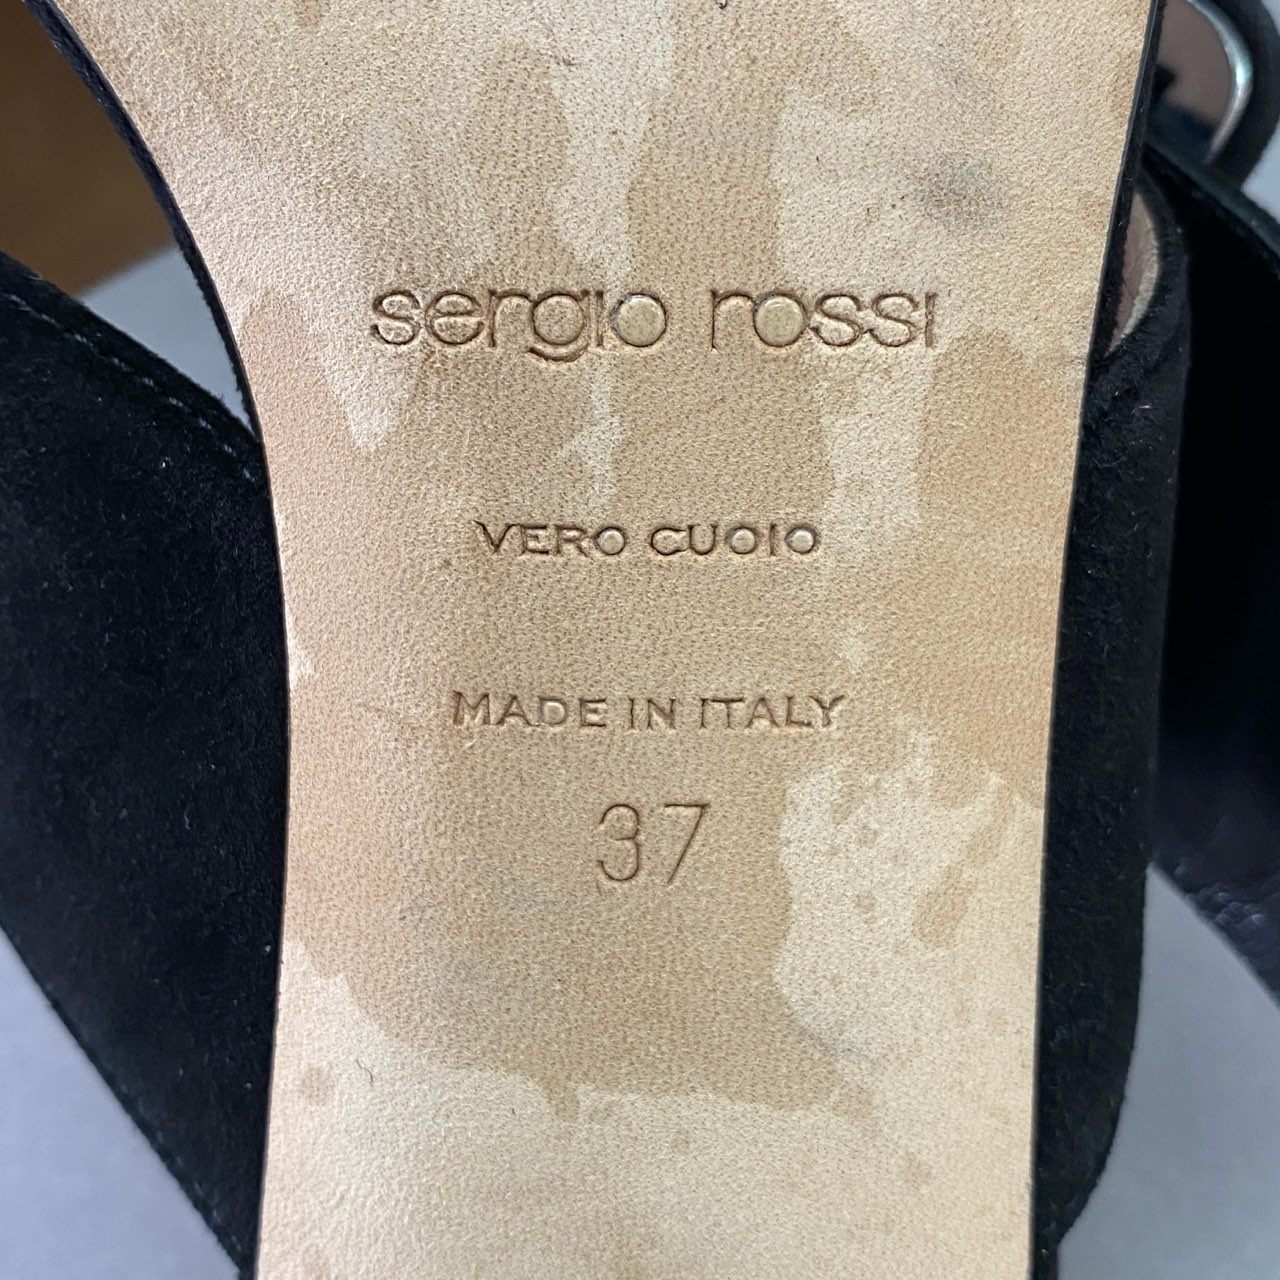 sergio rossi
VERO CUOIO
MADE IN ITALY
37